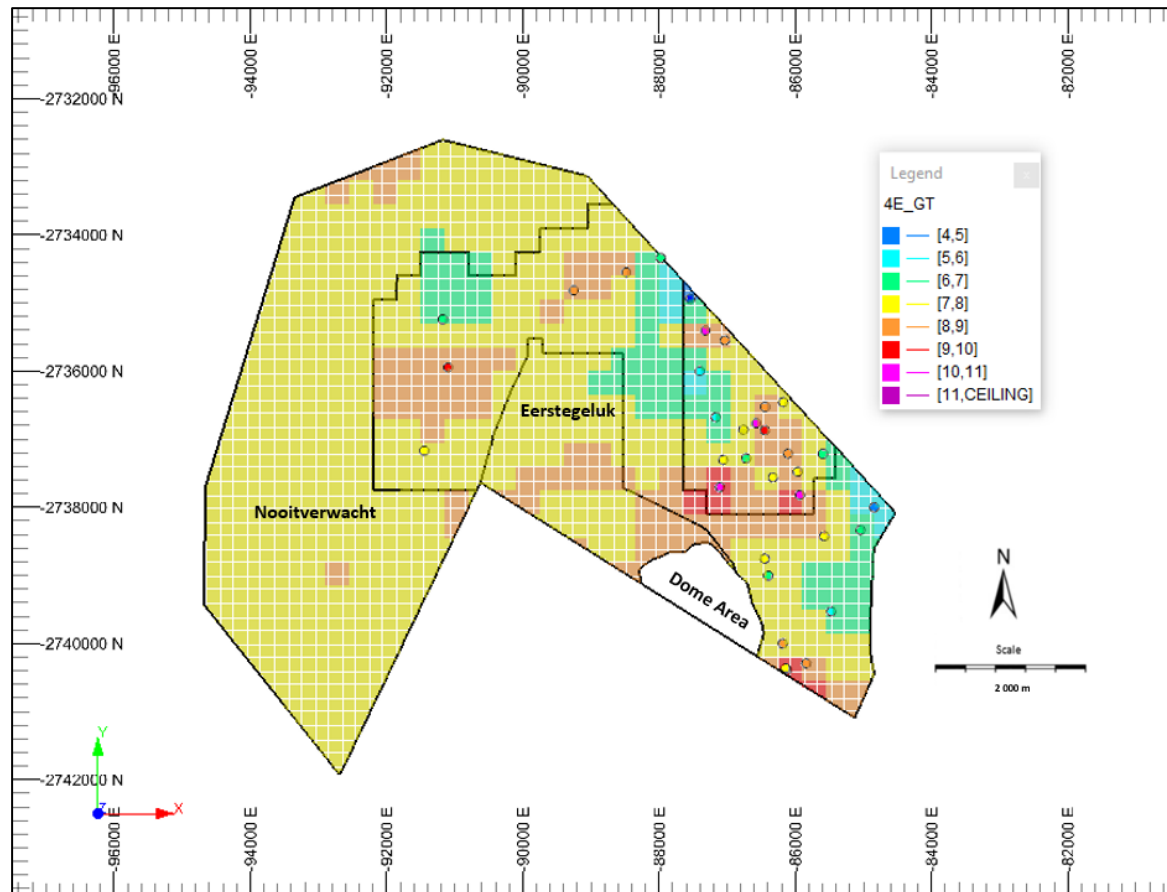 -96000 E
-94000 E
-92000 E
-90000 E
-88000 E
-86000 E
-84000 E
-82000 E
-2732000 N
-2734000 N
-2736000 N
-2738000 N
-2740000 N
-2742000 N
Legend
x
4E_GT
[4,5]
[5,6]
[6,7]
[7,8]
[8,9]
[9,10]
[10,11]
[11,CEILING]
Eerstegeluk
Nooitverwacht
Dome Area
N
Scale
2 000 m
Y
Z
X
-96000 E
-94000 E
-92000 E
-90000 E
-88000 E
-86000 E
-84000 E
-82000 E